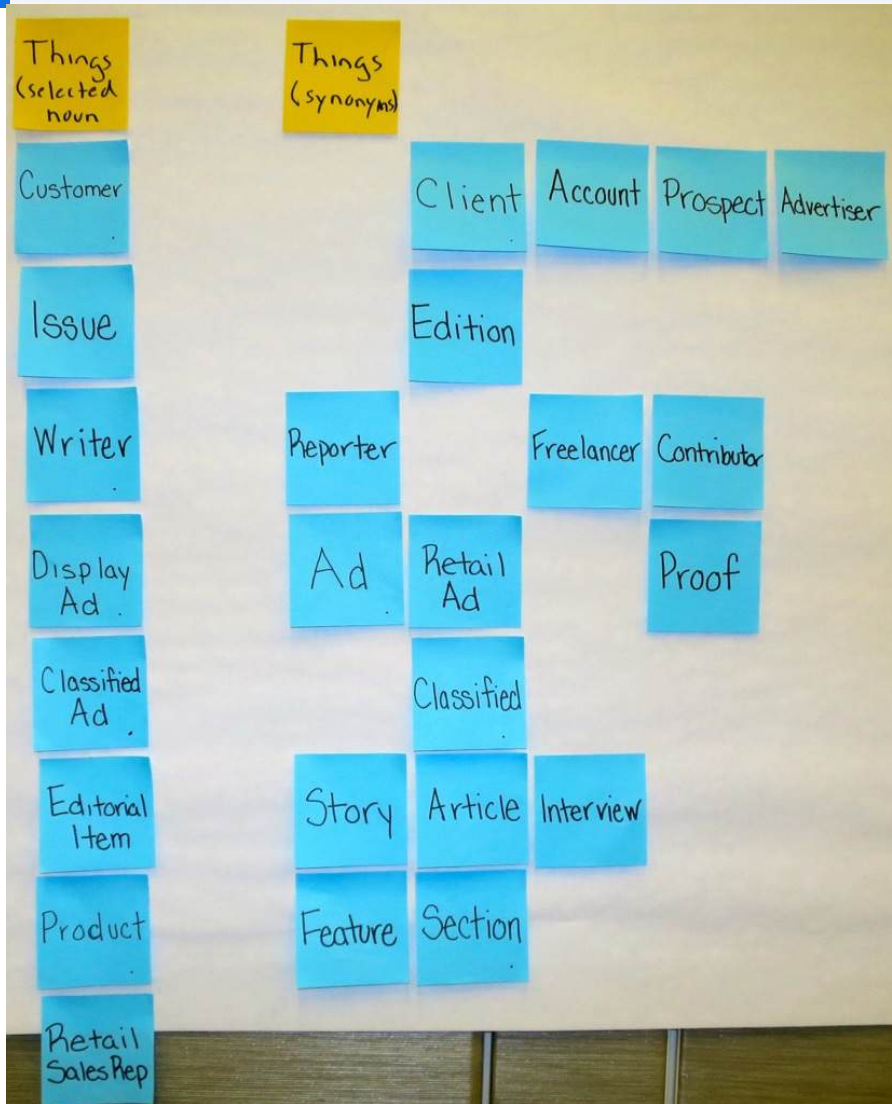 Things
(selected
noun
Things
(synonyms)
Customer
Client
Account
Prospect
Advertiser
Issue
Edition
Writer
Reporter
Freelancer
Contributor
Display
Ad
Ad
Retail
Ad
Proof
Classified
Ad
Classified
Editorial
Item
Story
Article
Interview
Product
Feature
Section
Retail
Sales Rep